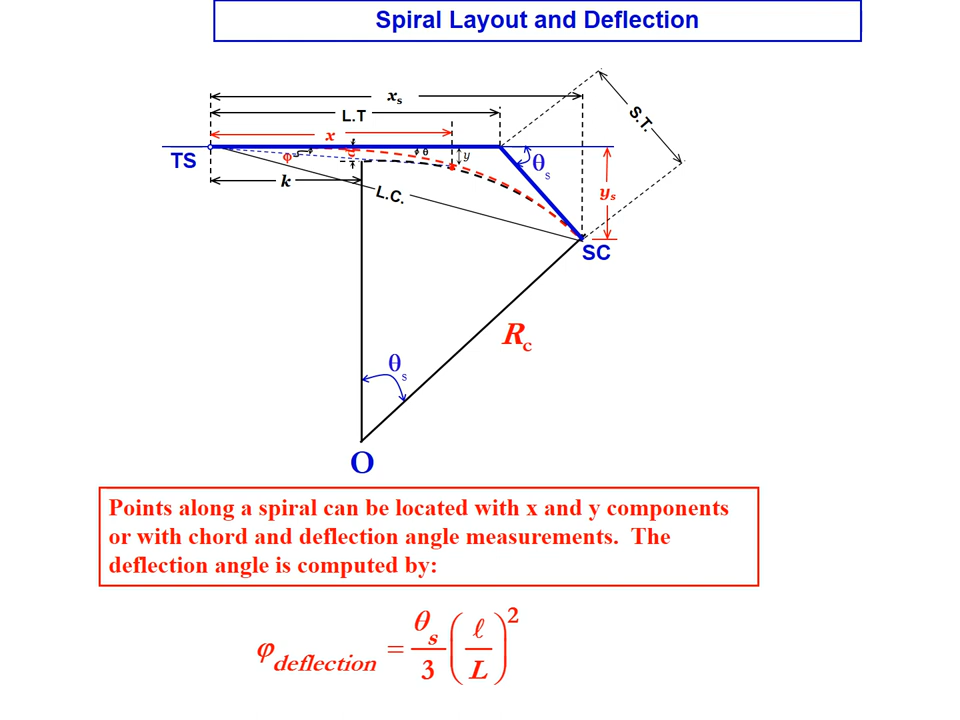 Spiral Layout and Deflection
xs
L.T
S.T.
x
TS
φ
θ
y
θs
k
L.C.
ys
SC
Rc
θs
O
Points along a spiral can be located with x and y components
or with chord and deflection angle measurements. The
deflection angle is computed by:
φdeflection = θs/3 (ℓ/L)²